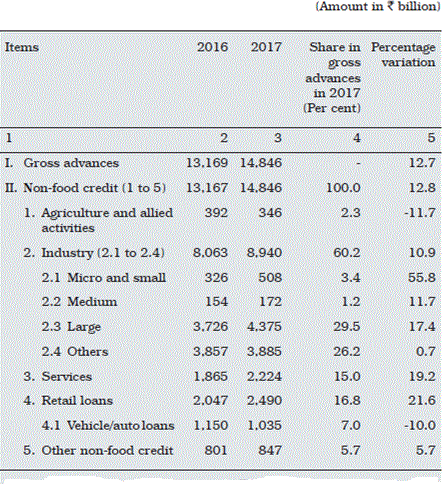 (Amount in ₹ billion)
Items 2016 2017 Share in Percentage
gross variation
advances
in 2017
(Per cent)
1 2 3 4 5
I. Gross advances 13,169 14,846 - 12.7
II. Non-food credit (1 to 5) 13,167 14,846 100.0 12.8
1. Agriculture and allied 392 346 2.3 -11.7
activities
2. Industry (2.1 to 2.4) 8,063 8,940 60.2 10.9
2.1 Micro and small 326 508 3.4 55.8
2.2 Medium 154 172 1.2 11.7
2.3 Large 3,726 4,375 29.5 17.4
2.4 Others 3,857 3,885 26.2 0.7
3. Services 1,865 2,224 15.0 19.2
4. Retail loans 2,047 2,490 16.8 21.6
4.1 Vehicle/auto loans 1,150 1,035 7.0 -10.0
5. Other non-food credit 801 847 5.7 5.7